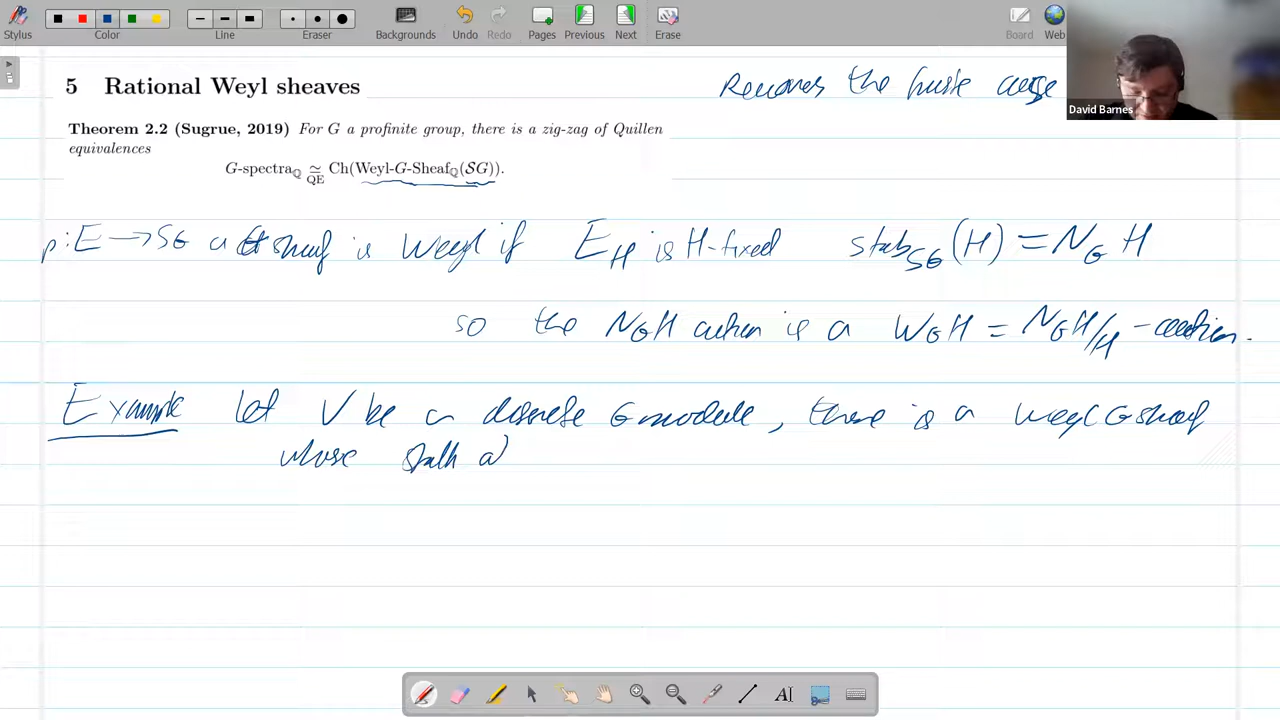 Stylus
Color
Line
Eraser
Backgrounds
Undo
Redo
Pages
Previous
Next
Erase
Board
Web
David Barnes
5 Rational Weyl sheaves
Removes the finite case
Theorem 2.2 (Sugrue, 2019) For G a profinite group, there is a zig-zag of Quillen
equivalences
G-spectra_ℚ ≃_QE Ch(Weyl-G-Sheaf_ℚ(SG)).
p: E → SG a G sheaf is Weyl if E_H is H-fixed stab_SG(H) = N_G H
so the N_G H action is a W_G H = N_G H/H -action.
Example let V be a discrete G module, there is a weyl G sheaf
whose stalk a